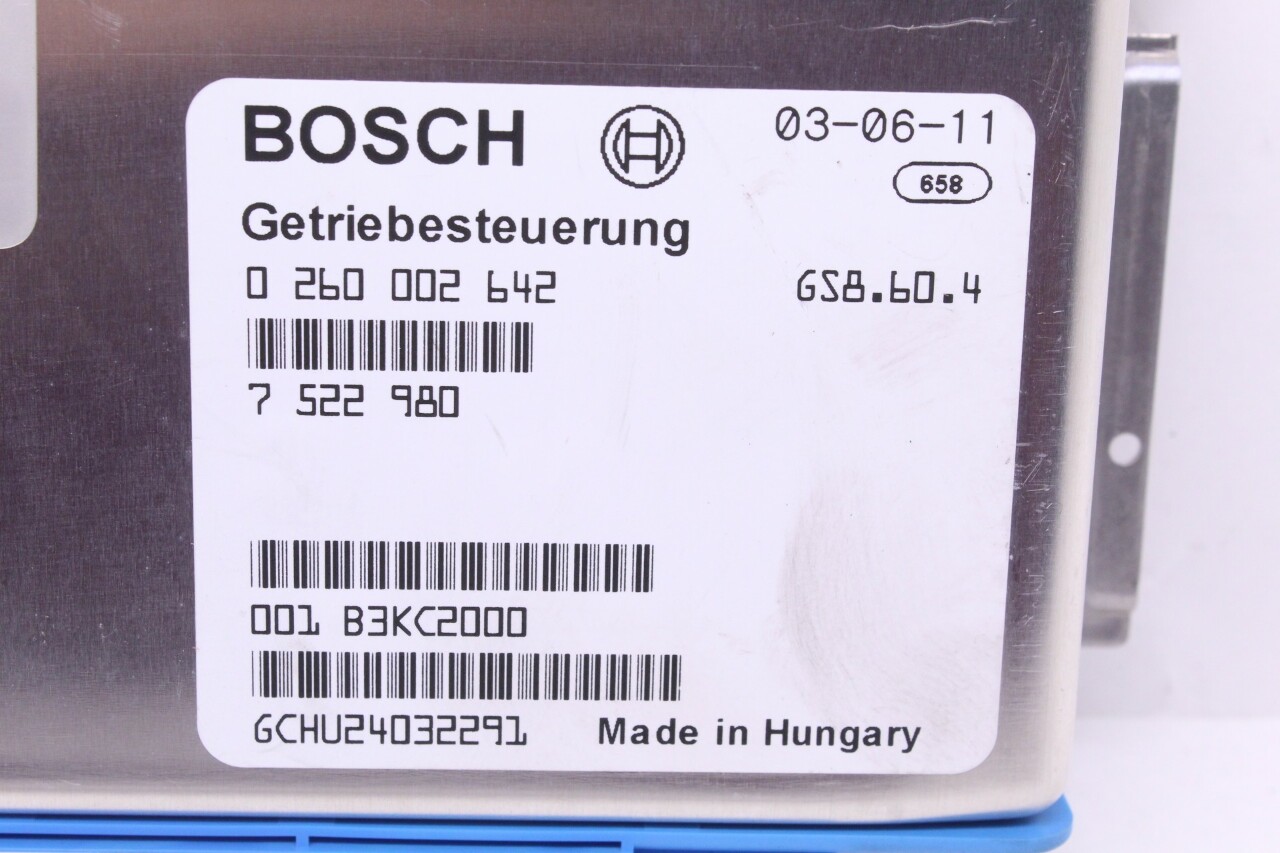 BOSCH 03-06-11
658
Getriebesteuerung
0 260 002 642 GS8.60.4
7 522 980
001 B3KC2000
GCHU24032291 Made in Hungary